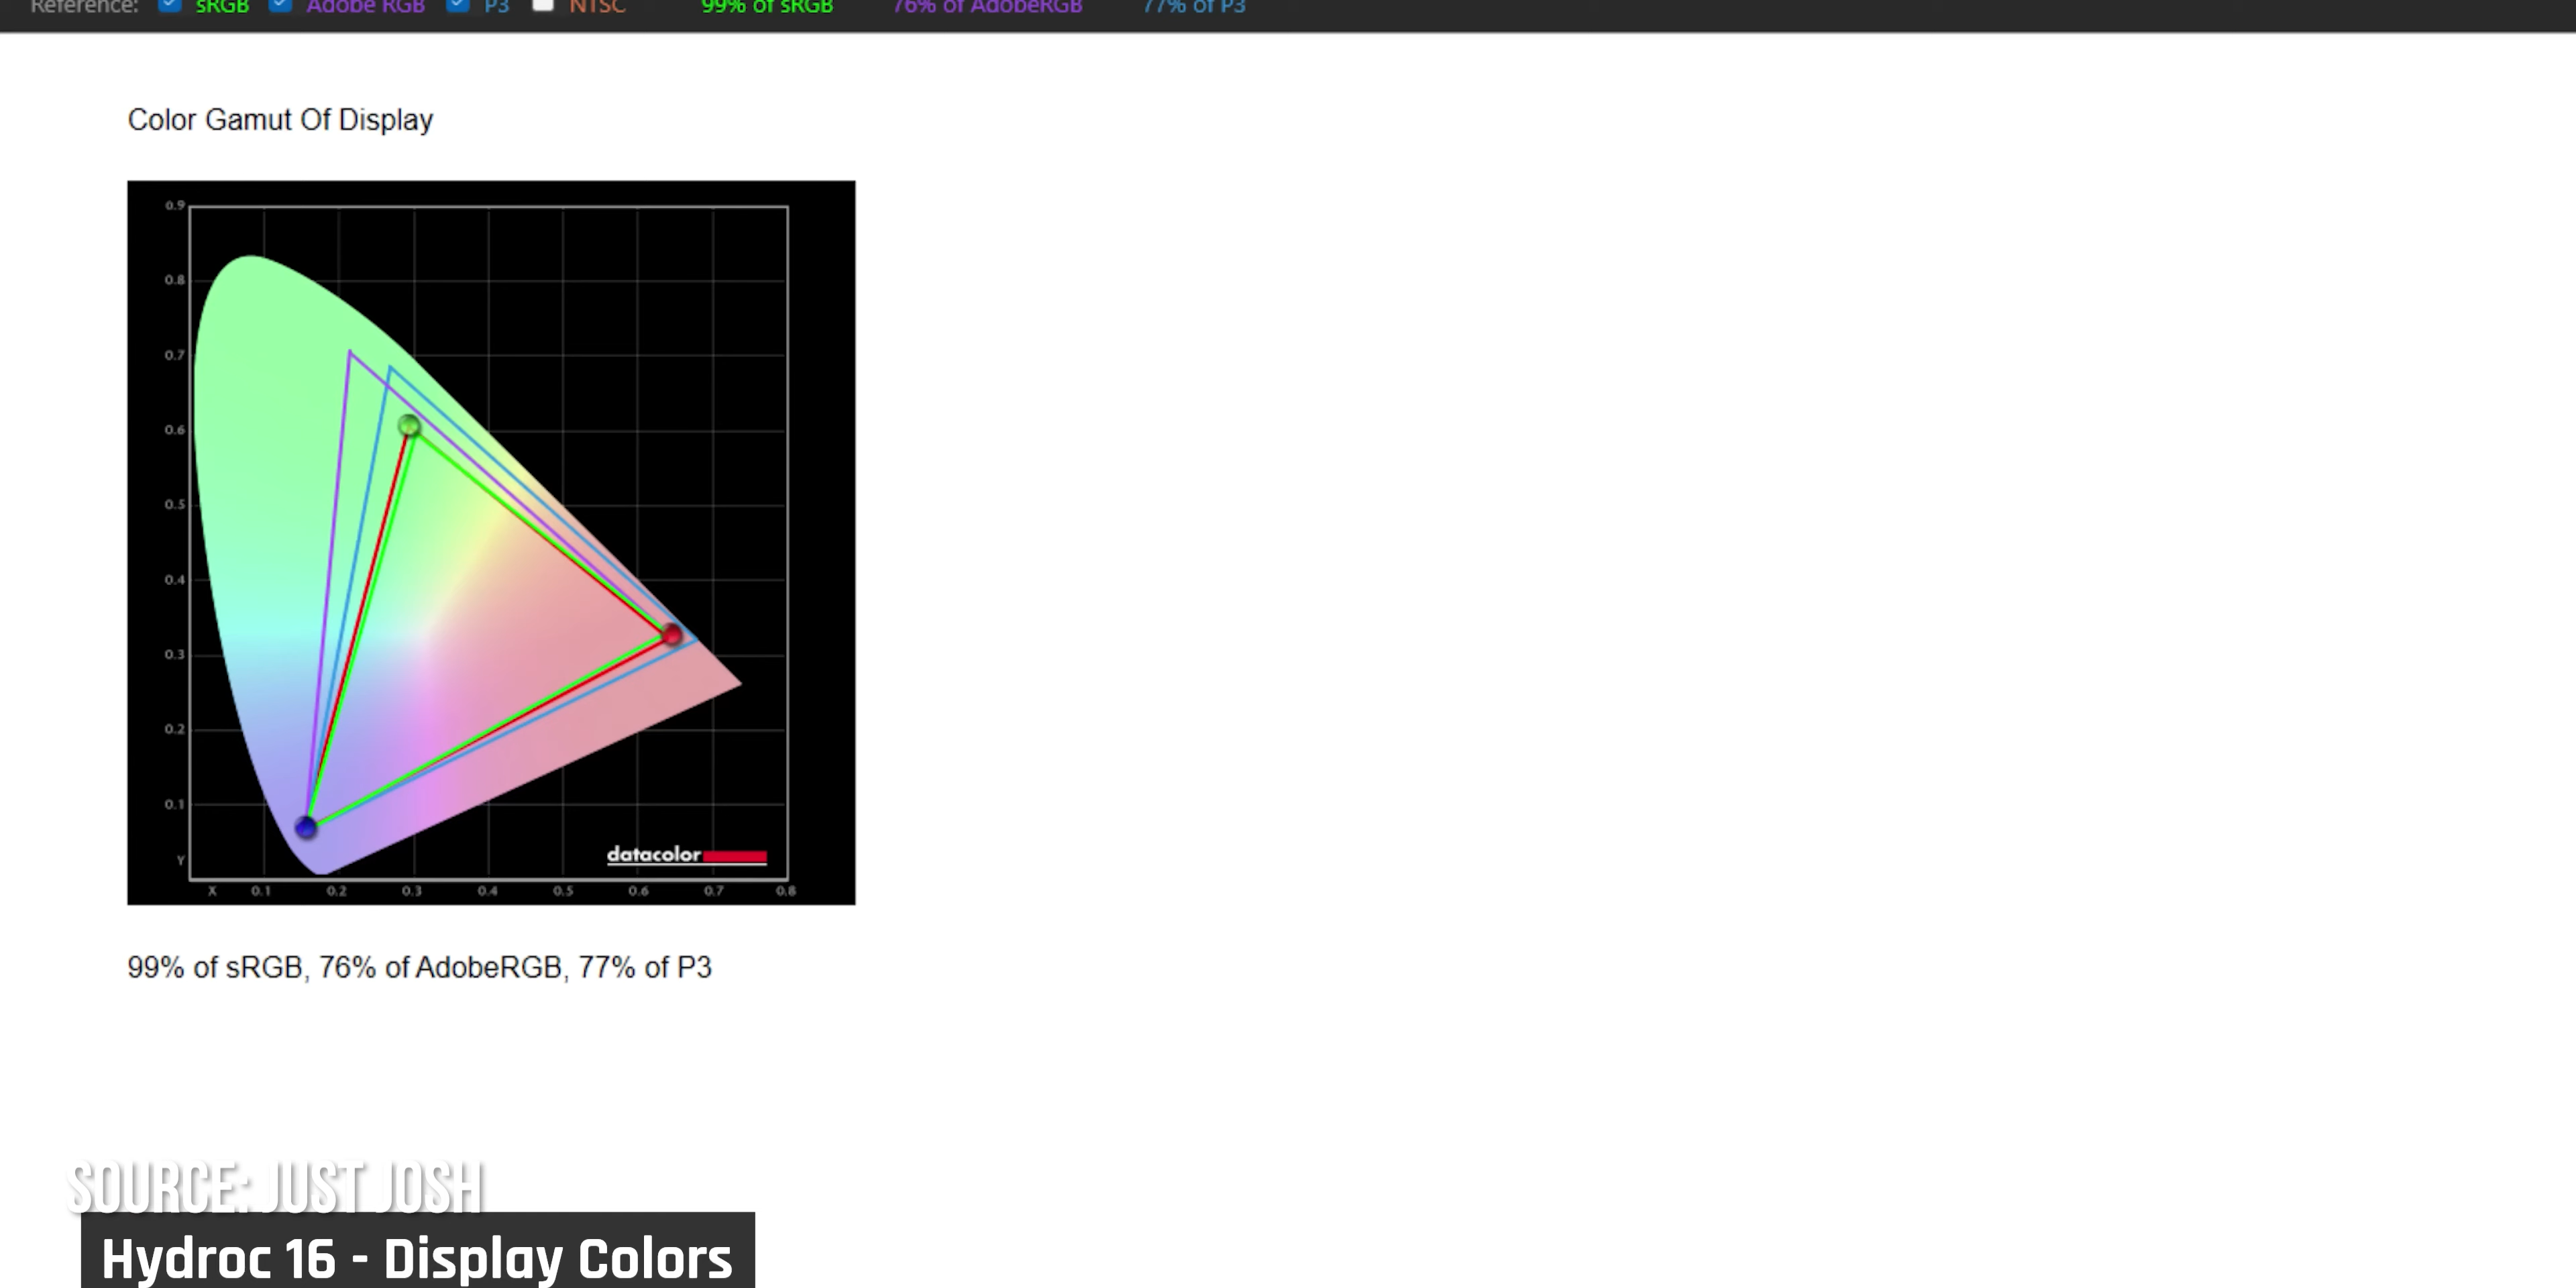 Reference: sRGB Adobe RGB P3 NTSC 99% of sRGB 76% of AdobeRGB 77% of P3
Color Gamut Of Display
0.9
0.8
0.7
0.6
0.5
0.4
0.3
0.2
0.1
datacolor
Y
X 0.1 0.2 0.3 0.4 0.5 0.6 0.7 0.8
99% of sRGB, 76% of AdobeRGB, 77% of P3
SOURCE: JUST JOSH
Hydroc 16 - Display Colors